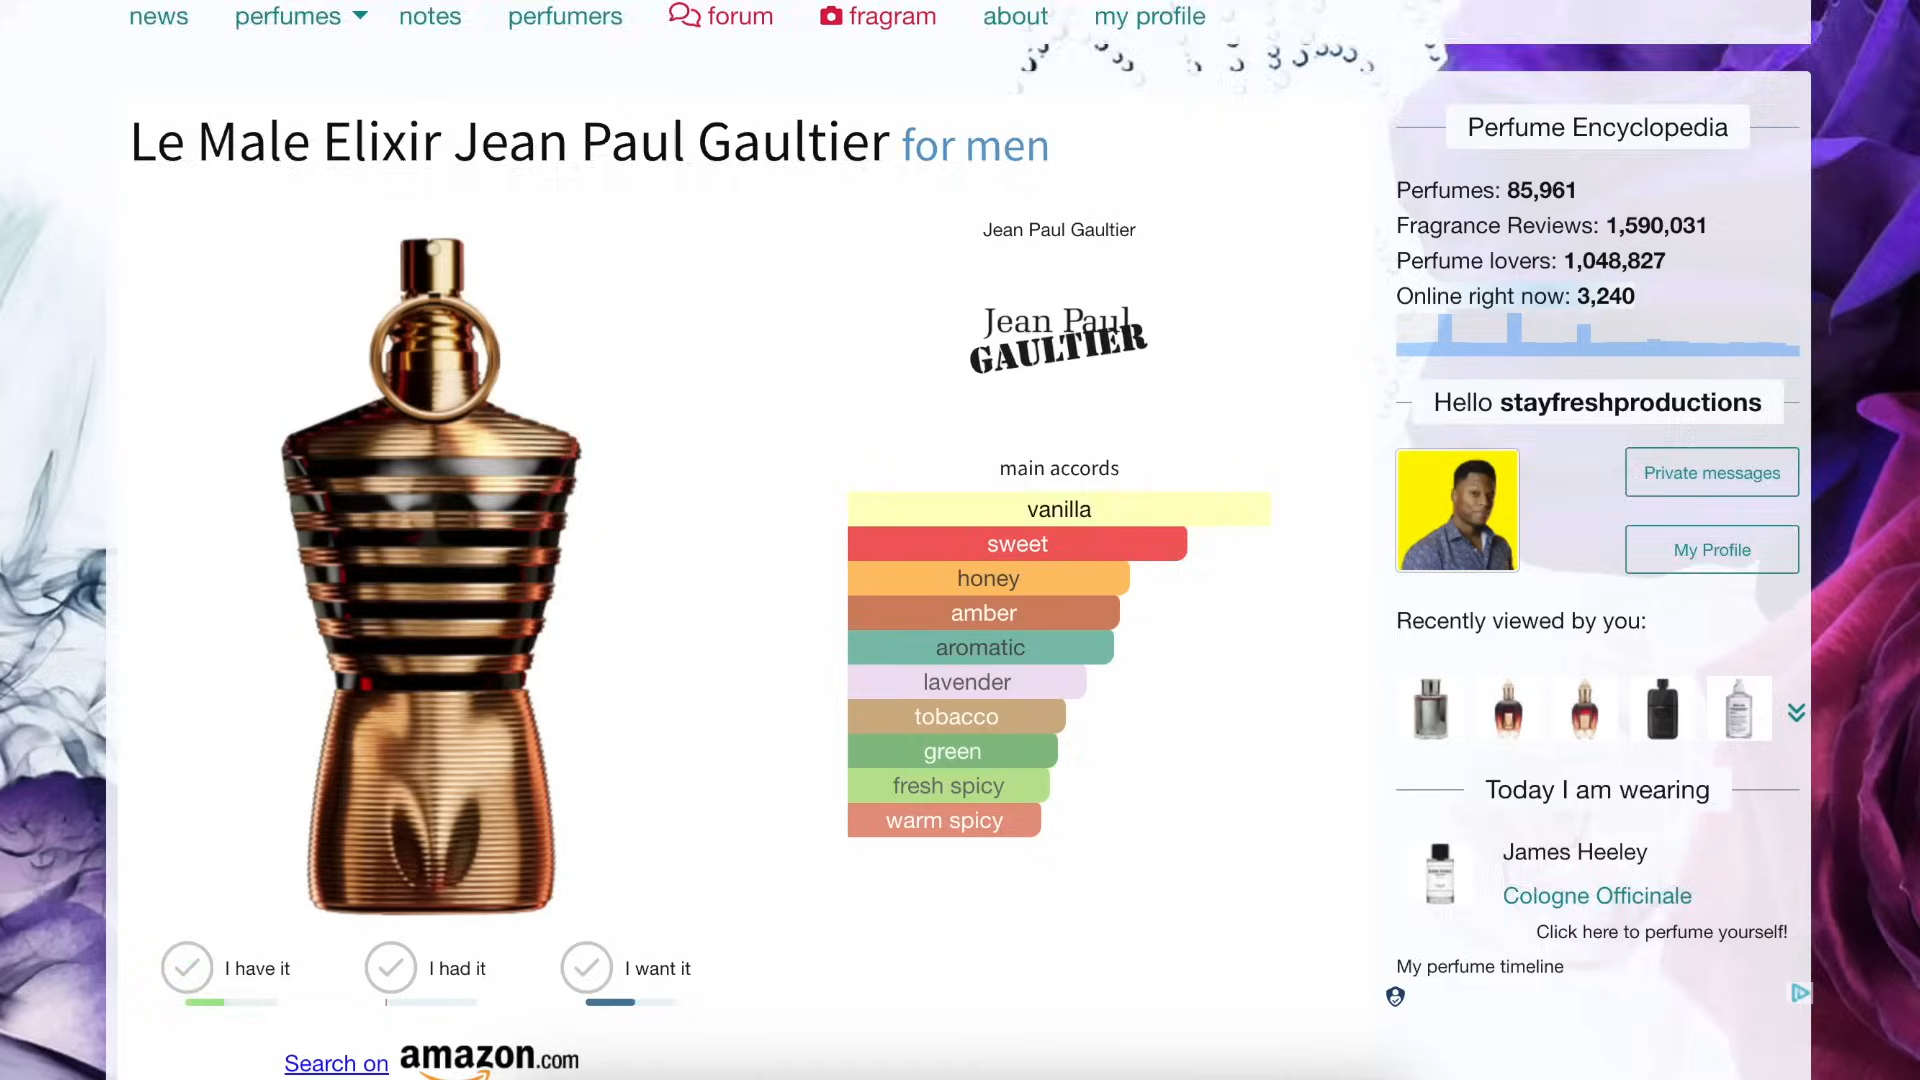 news perfumes notes perfumers forum fragram about my profile
Le Male Elixir Jean Paul Gaultier for men
Jean Paul Gaultier
Jean Paul
GAULTIER
main accords
vanilla
sweet
honey
amber
aromatic
lavender
tobacco
green
fresh spicy
warm spicy
I have it
I had it
I want it
Search on amazon.com
Perfume Encyclopedia
Perfumes: 85,961
Fragrance Reviews: 1,590,031
Perfume lovers: 1,048,827
Online right now: 3,240
Hello stayfreshproductions
Private messages
My Profile
Recently viewed by you:
Today I am wearing
James Heeley
Cologne Officinale
Click here to perfume yourself!
My perfume timeline